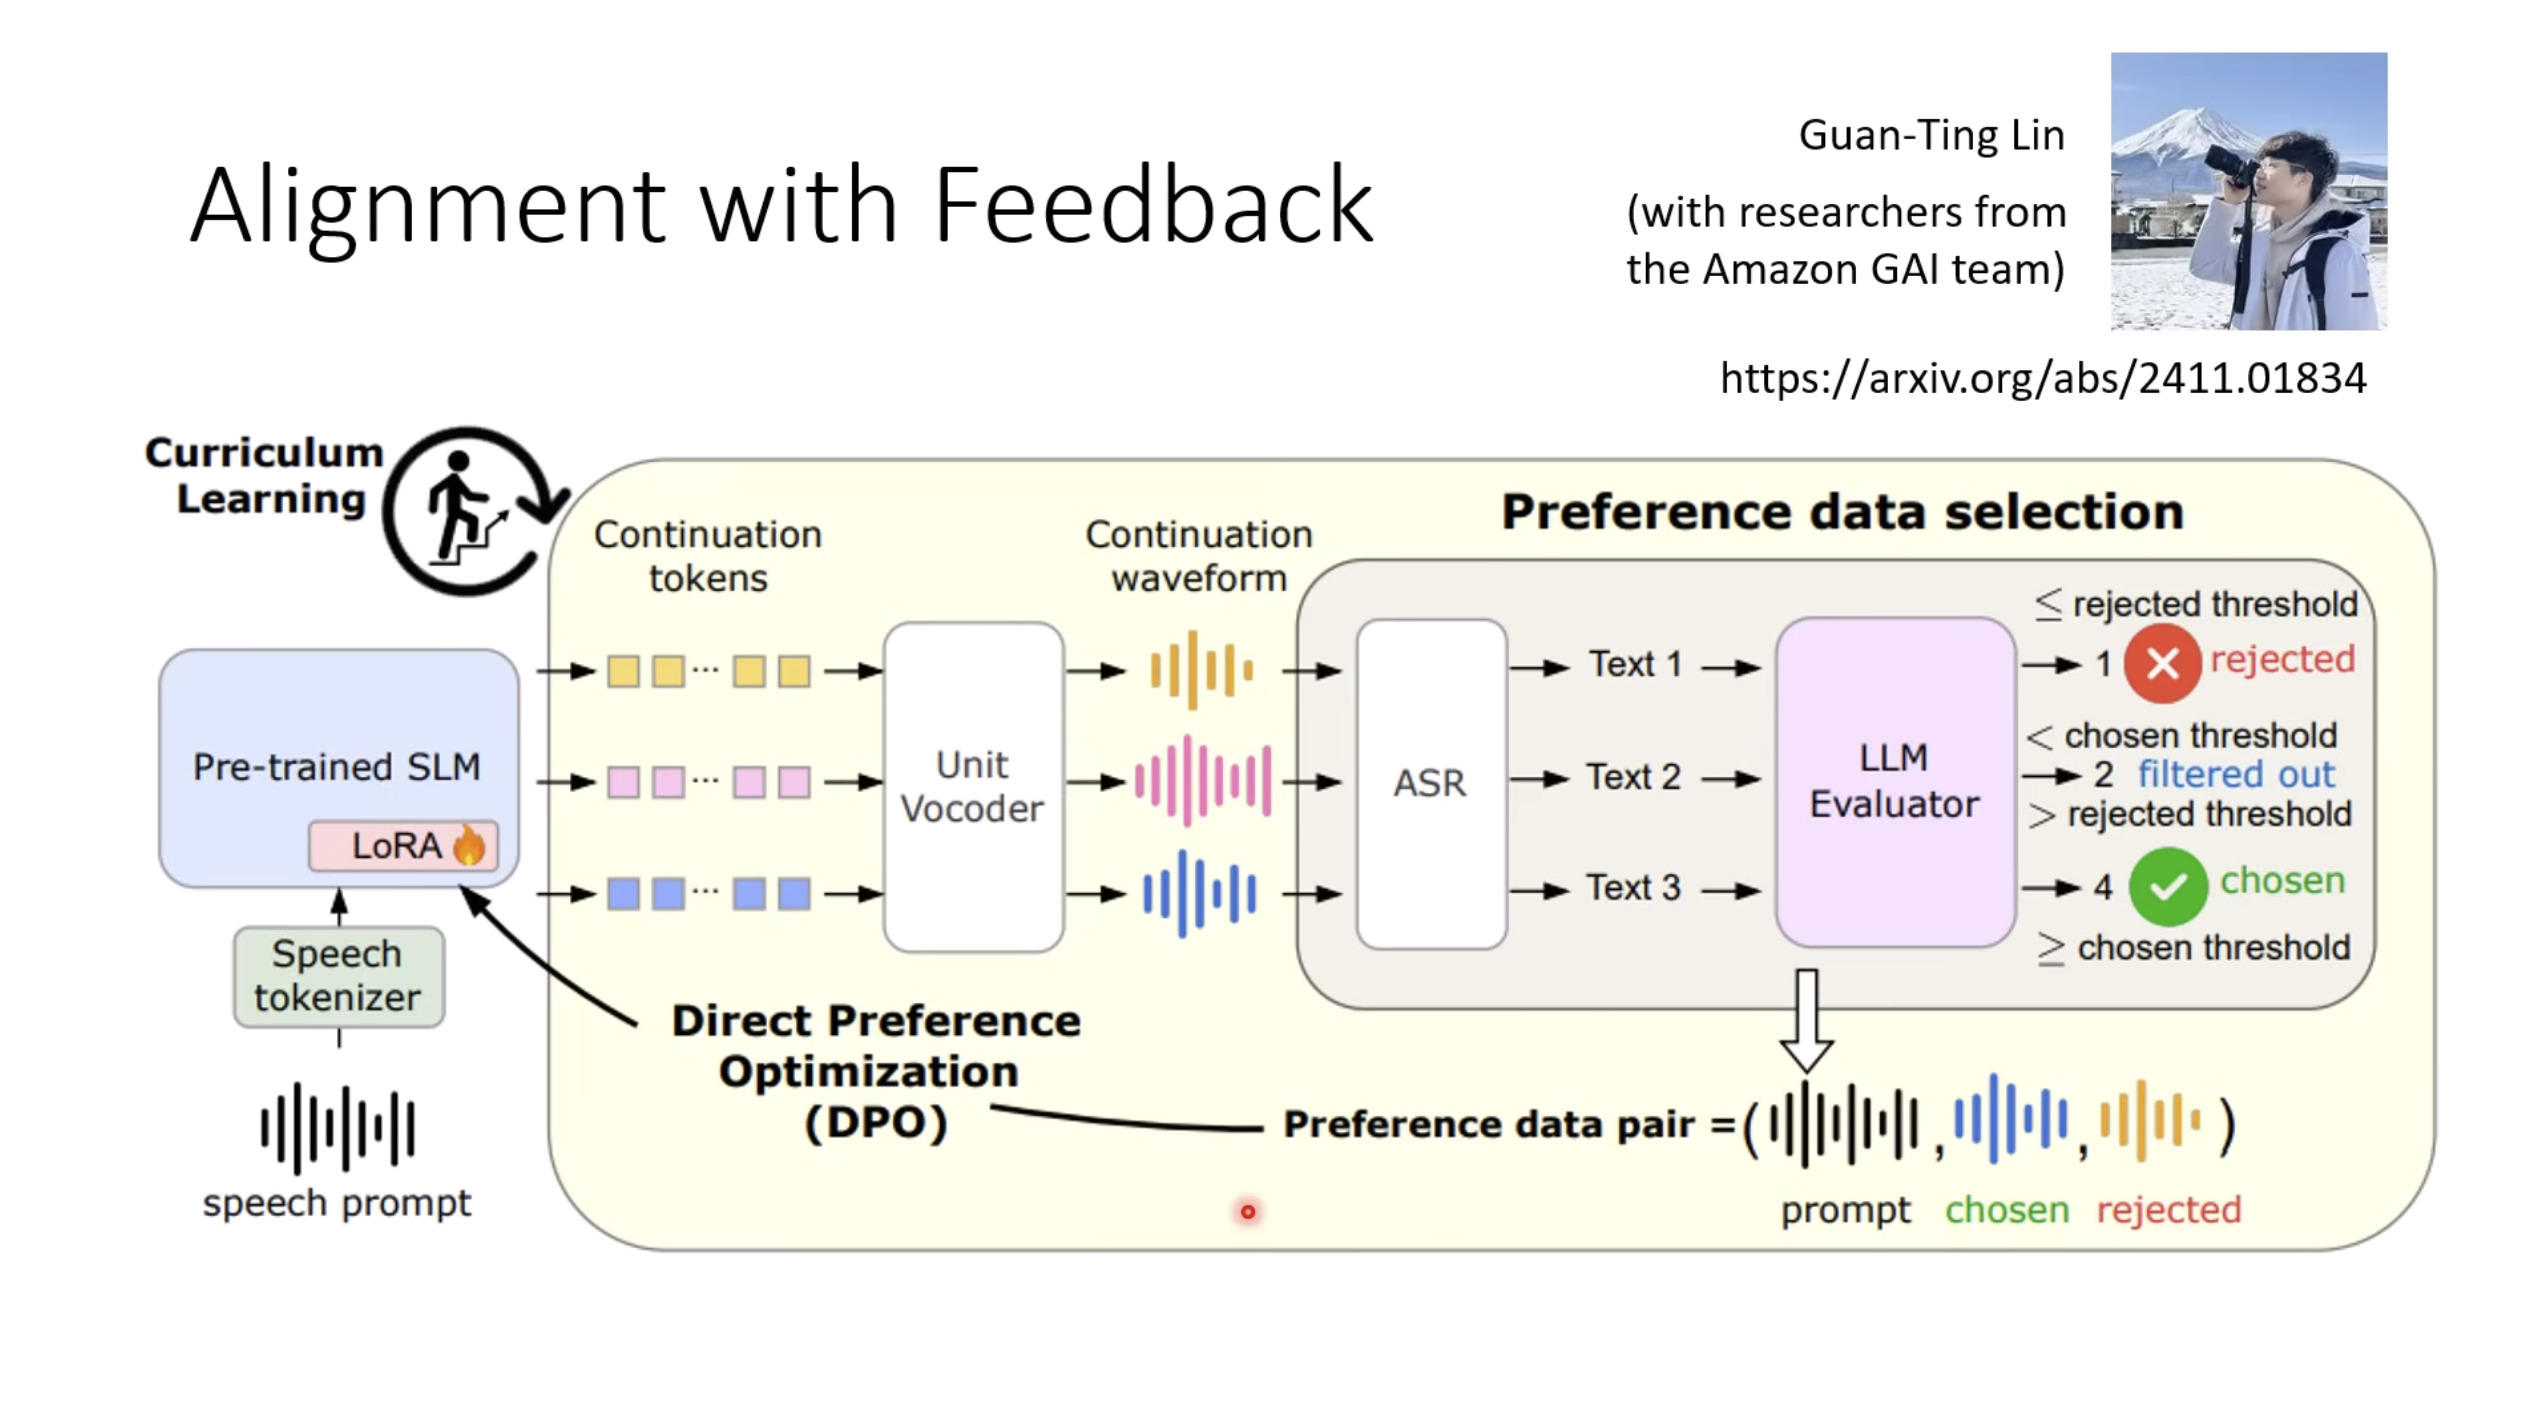 Alignment with Feedback
Guan-Ting Lin
(with researchers from
the Amazon GAI team)
https://arxiv.org/abs/2411.01834
Curriculum
Learning
Continuation
tokens
Continuation
waveform
Preference data selection
Pre-trained SLM
LoRA
Speech
tokenizer
speech prompt
...
...
...
Unit
Vocoder
ASR
Text 1
Text 2
Text 3
LLM
Evaluator
≤ rejected threshold
1 rejected
< chosen threshold
2 filtered out
> rejected threshold
4 chosen
≥ chosen threshold
Direct Preference
Optimization
(DPO)
Preference data pair =( , , )
prompt chosen rejected